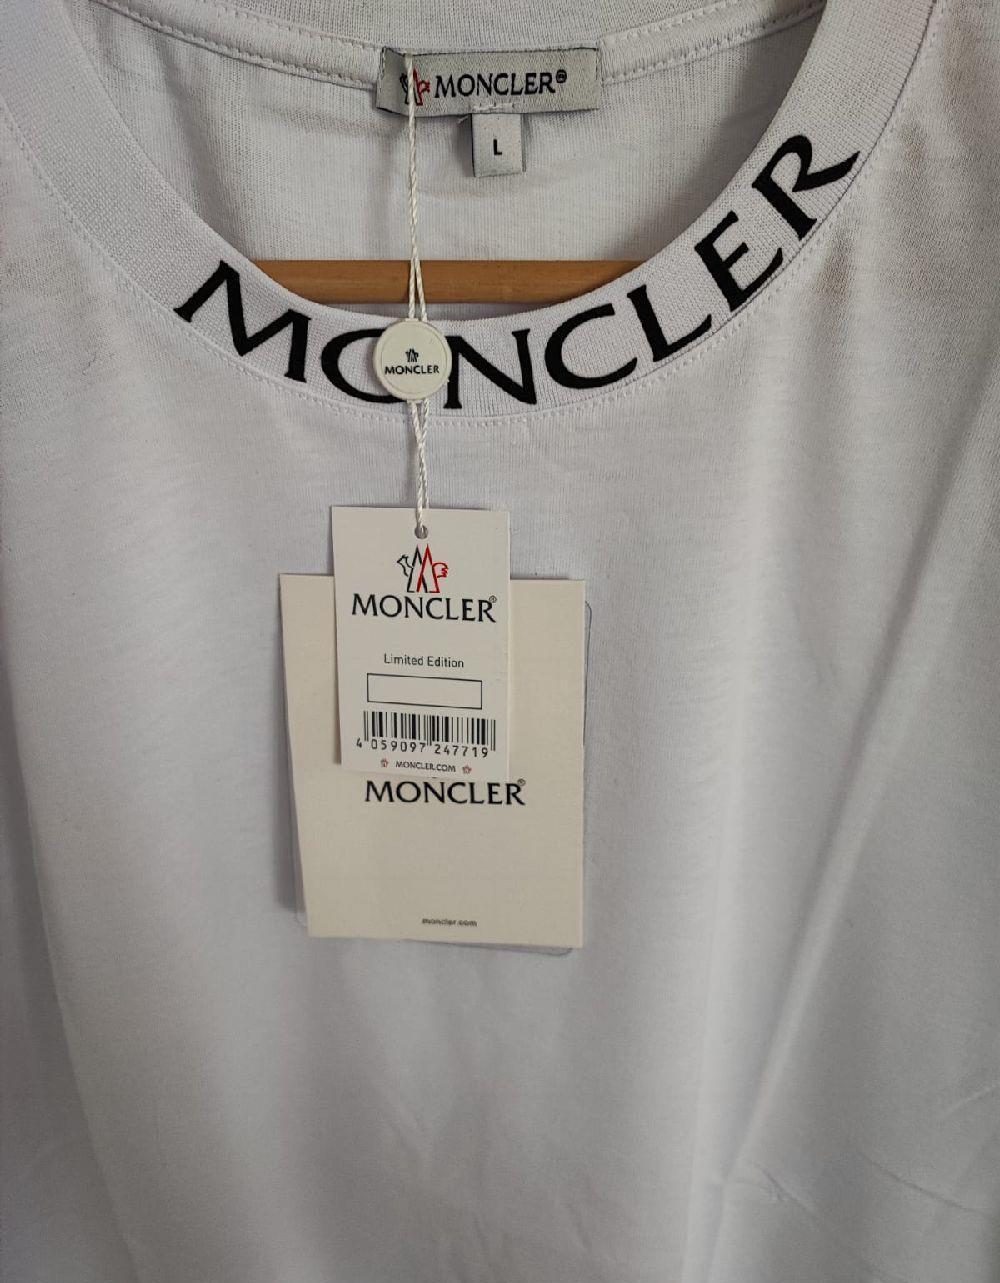 MONCLER®
L
MONCLER
MONCLER
MONCLER®
Limited Edition
4 059097 247719
MONCLER.COM
MONCLER®
moncler.com